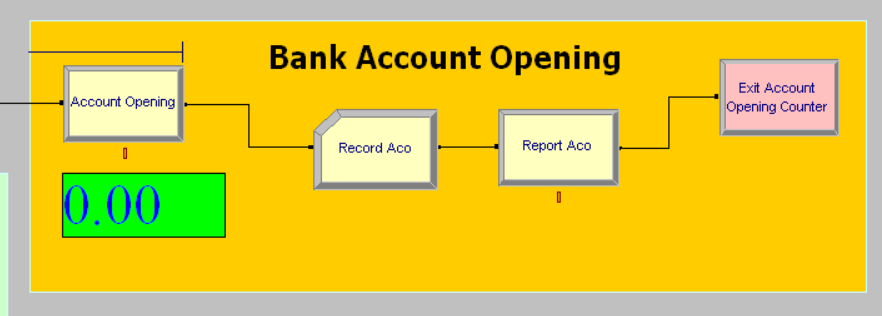 Bank Account Opening
Account Opening
Record Aco
Report Aco
Exit Account
Opening Counter
0.00